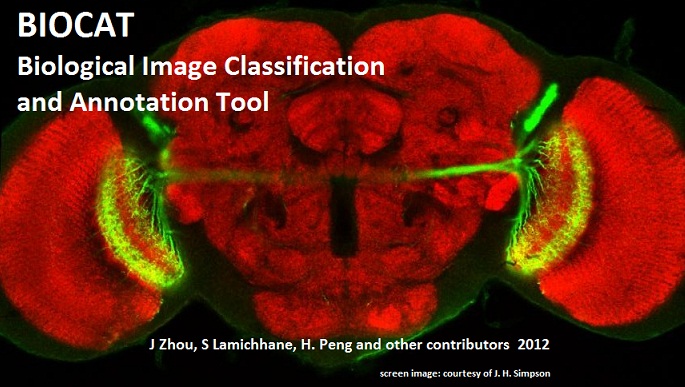 BIOCAT
Biological Image Classification
and Annotation Tool
J Zhou, S Lamichhane, H. Peng and other contributors  2012
screen image: courtesy of J. H. Simpson